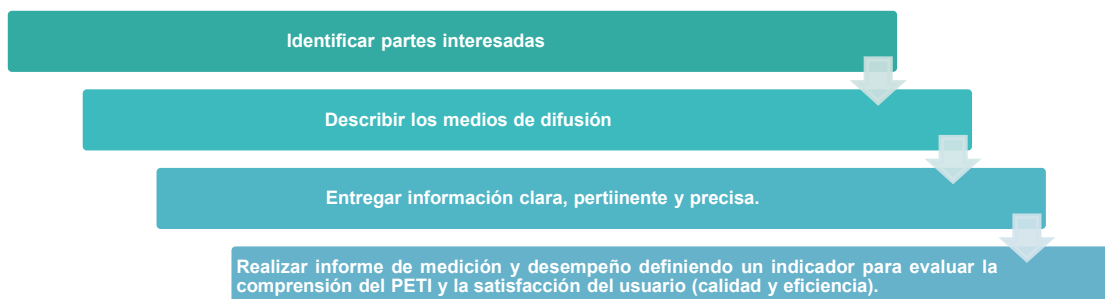 Identificar partes interesadas
Describir los medios de difusión
Entregar información clara, pertiinente y precisa.
Realizar informe de medición y desempeño definiendo un indicador para evaluar la
comprensión del PETI y la satisfacción del usuario (calidad y eficiencia).